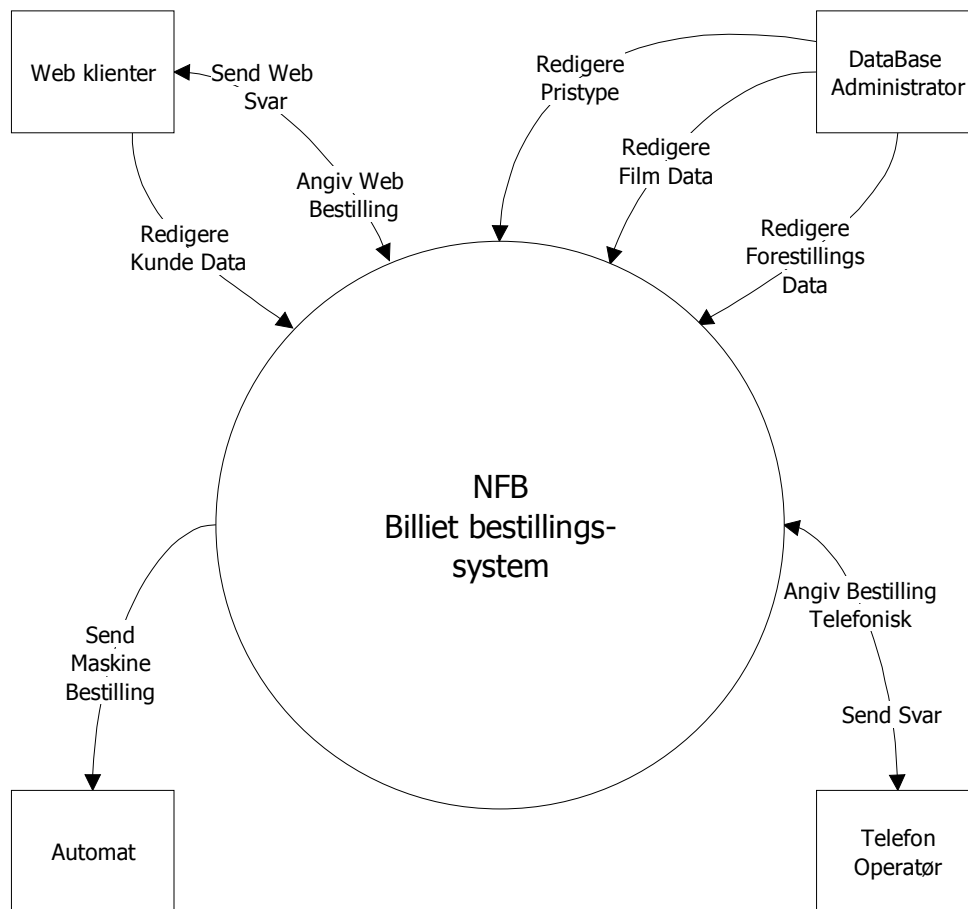 Web klienter
Send Web
Svar
Redigere
Pristype
DataBase
Administrator
Redigere
Film Data
Angiv Web
Bestilling
Redigere
Kunde Data
Redigere
Forestillings
Data
NFB
Billiet bestillings-
system
Angiv Bestilling
Telefonisk
Send
Maskine
Bestilling
Send Svar
Automat
Telefon
Operatør